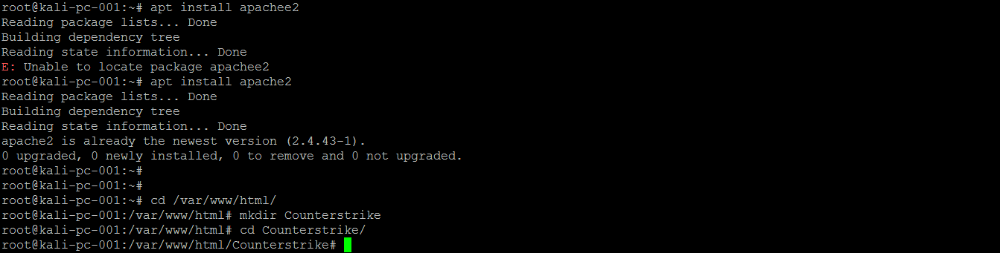 root@kali-pc-001:~# apt install apachee2
Reading package lists... Done
Building dependency tree
Reading state information... Done
E: Unable to locate package apachee2
root@kali-pc-001:~# apt install apache2
Reading package lists... Done
Building dependency tree
Reading state information... Done
apache2 is already the newest version (2.4.43-1).
0 upgraded, 0 newly installed, 0 to remove and 0 not upgraded.
root@kali-pc-001:~#
root@kali-pc-001:~#
root@kali-pc-001:~# cd /var/www/html/
root@kali-pc-001:/var/www/html# mkdir Counterstrike
root@kali-pc-001:/var/www/html# cd Counterstrike/
root@kali-pc-001:/var/www/html/Counterstrike#